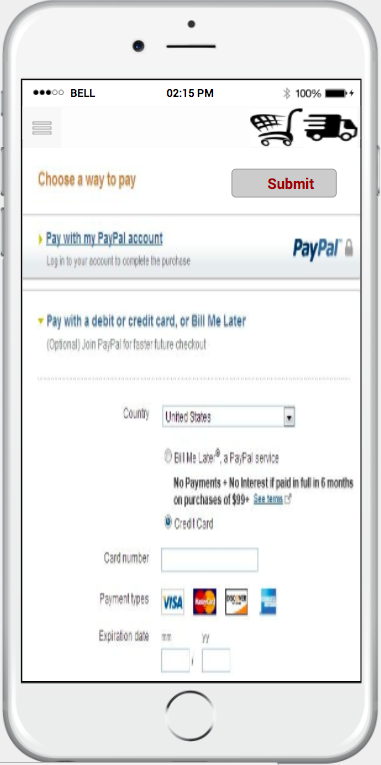 BELL 02:15 PM 100%
Choose a way to pay Submit
Pay with my PayPal account
Log in to your account to complete the purchase
PayPal
Pay with a debit or credit card, or Bill Me Later
(Optional) Join PayPal for faster future checkout
Country United States
Bill Me Later®, a PayPal service
No Payments + No Interest if paid in full in 6 months
on purchases of $99+ See terms
Credit Card
Card number
Payment types VISA MasterCard DISCOVER
Expiration date mm yy
/